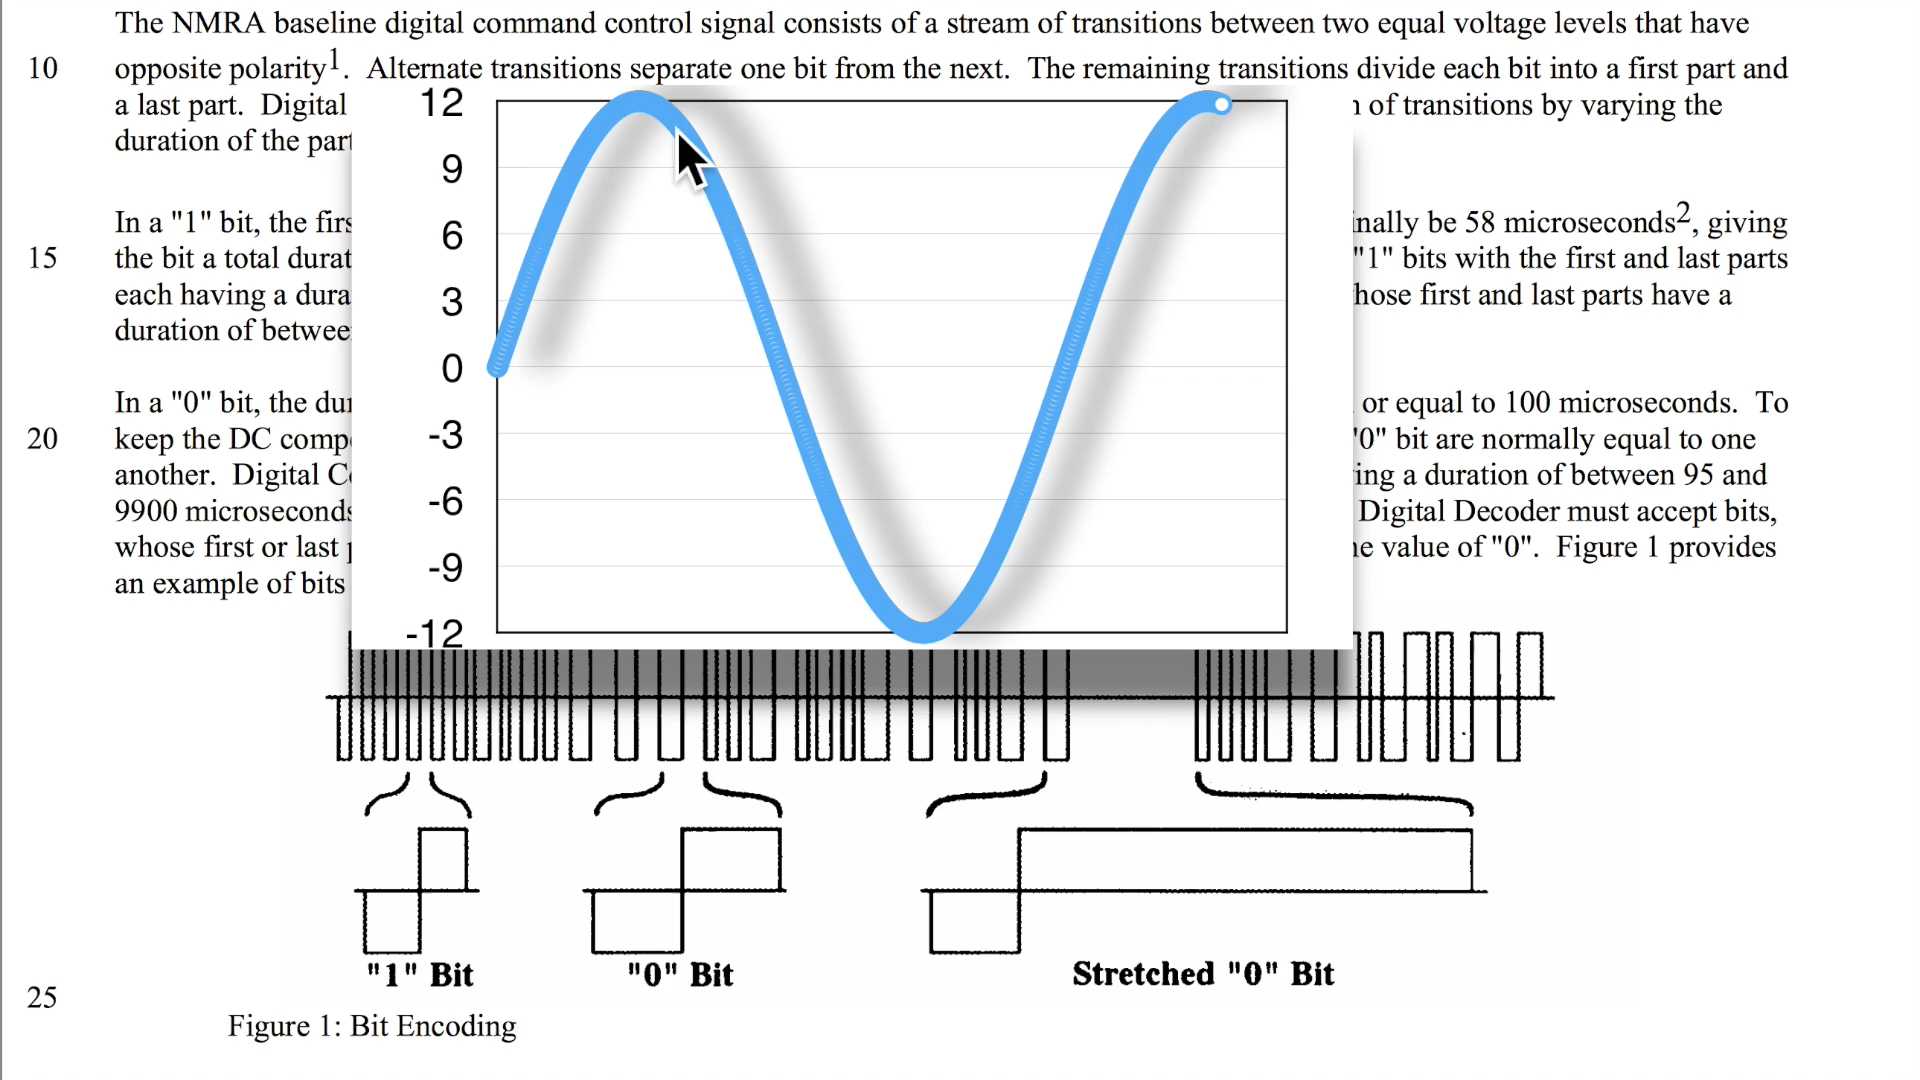 The NMRA baseline digital command control signal consists of a stream of transitions between two equal voltage levels that have
10 opposite polarity1. Alternate transitions separate one bit from the next. The remaining transitions divide each bit into a first part and
a last part. Digital of transitions by varying the
duration of the part
In a "1" bit, the firs inally be 58 microseconds2, giving
15 the bit a total durat "1" bits with the first and last parts
each having a dura hose first and last parts have a
duration of betwee
In a "0" bit, the du or equal to 100 microseconds. To
20 keep the DC comp "0" bit are normally equal to one
another. Digital C ing a duration of between 95 and
9900 microseconds Digital Decoder must accept bits,
whose first or last e value of "0". Figure 1 provides
an example of bits
12
9
6
3
0
-3
-6
-9
-12
"1" Bit
"0" Bit
Stretched "0" Bit
25
Figure 1: Bit Encoding